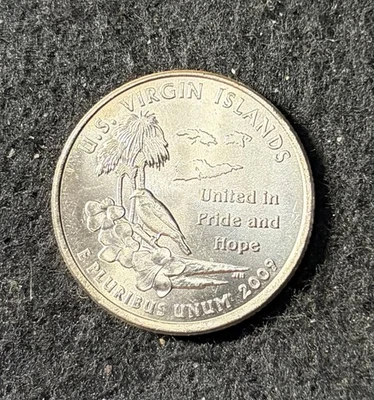 U.S. VIRGIN ISLANDS
United in
Pride and
Hope
E PLURIBUS UNUM 2009